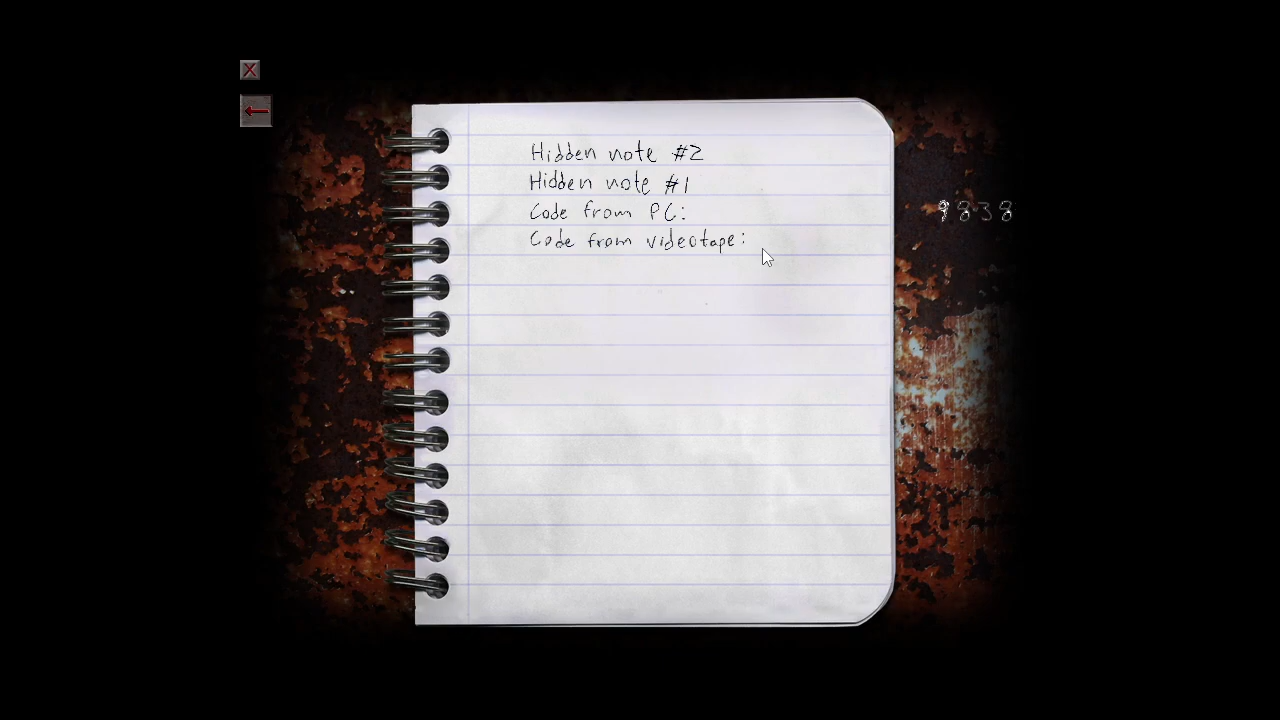 Hidden note #2
Hidden note #1
Code from PC:
Code from videotape:
9838